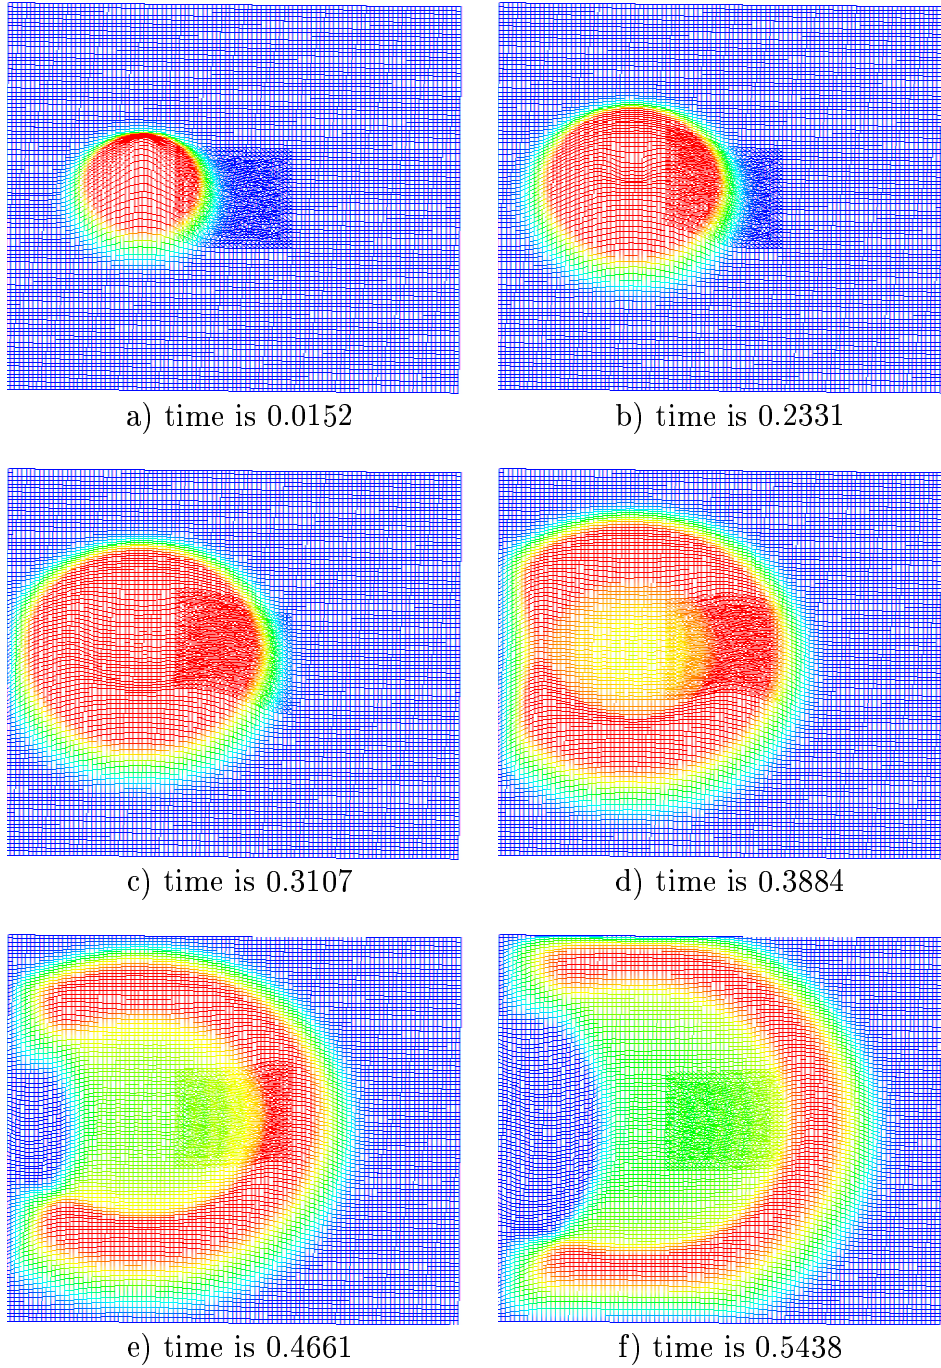 a) time is 0.0152
b) time is 0.2331
c) time is 0.3107
d) time is 0.3884
e) time is 0.4661
f) time is 0.5438